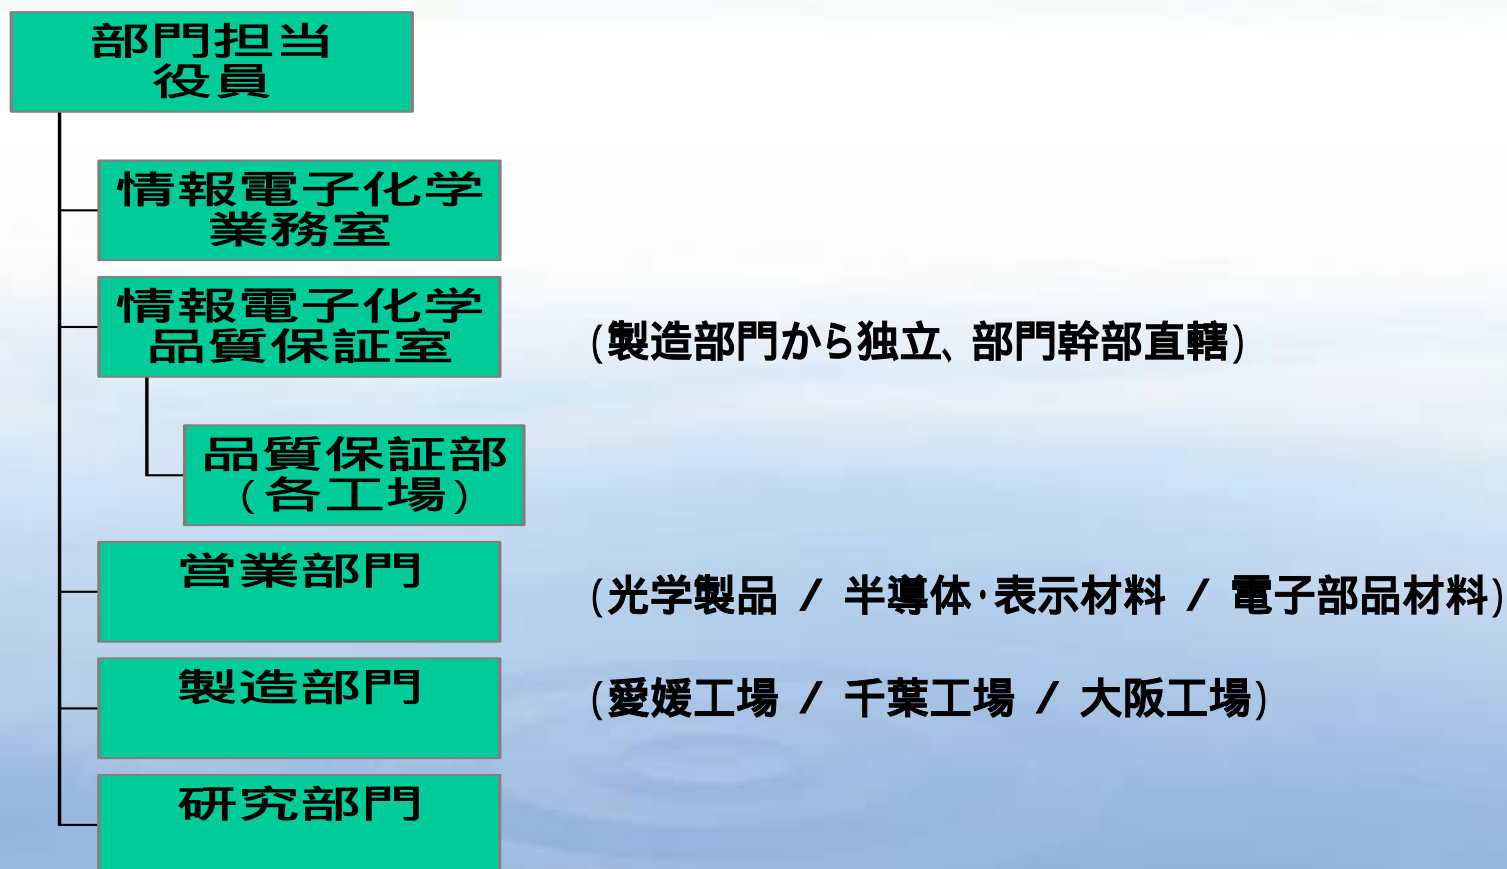 部門担当
役員
情報電子化学
業務室
情報電子化学
品質保証室
(製造部門から独立、部門幹部直轄)
品質保証部
(各工場)
営業部門
(光学製品 / 半導体・表示材料 / 電子部品材料)
製造部門
(愛媛工場 / 千葉工場 / 大阪工場)
研究部門